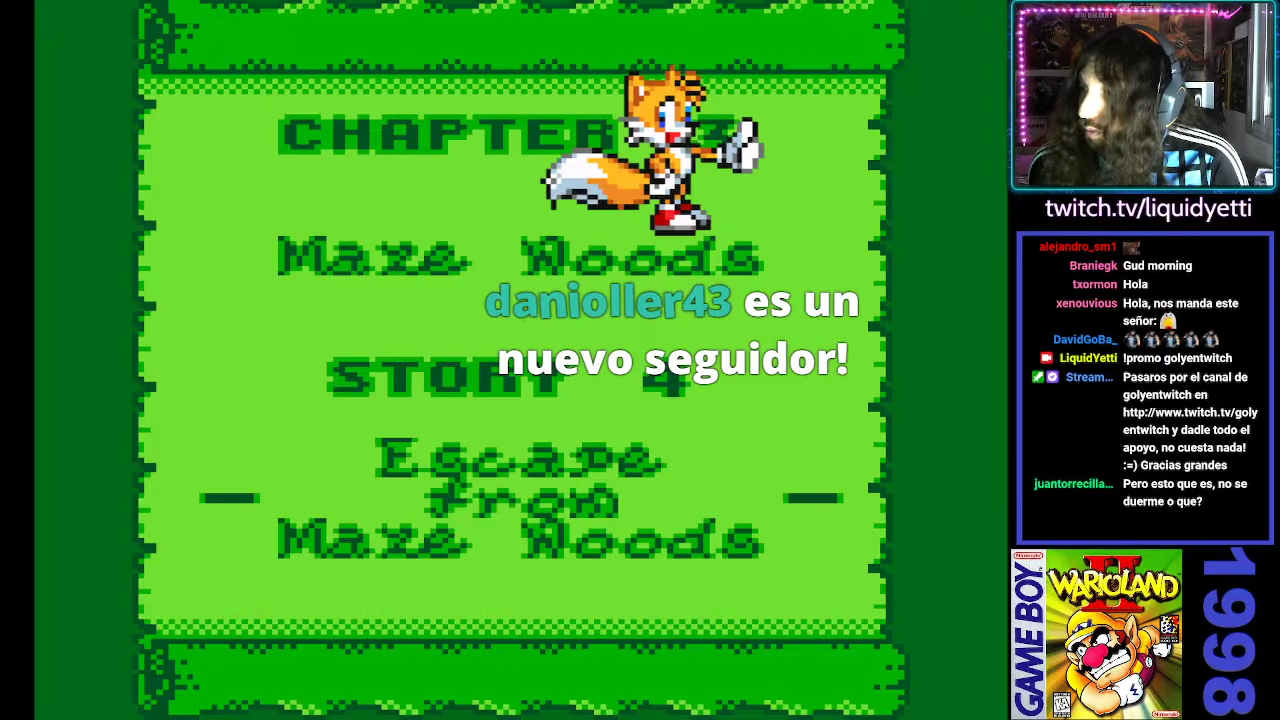 CHAPTER 3
Maze Woods
danioller43 es un
nuevo seguidor!
STORY 4
Escape
from
Maze Woods
twitch.tv/liquidyetti
alejandro_sm1
Braniegk Gud morning
txormon Hola
xenouvious Hola, nos manda este
señor:
DavidGoBa_
LiquidYetti !promo golyentwitch
Stream... Pasaros por el canal de
golyentwitch en
http://www.twitch.tv/goly
entwitch y dadle todo el
apoyo, no cuesta nada!
:=) Gracias grandes
juantorrecilla... Pero esto que es, no se
duerme o que?
Nintendo
GAME BOY
WARIOLAND
II
Nintendo
1998